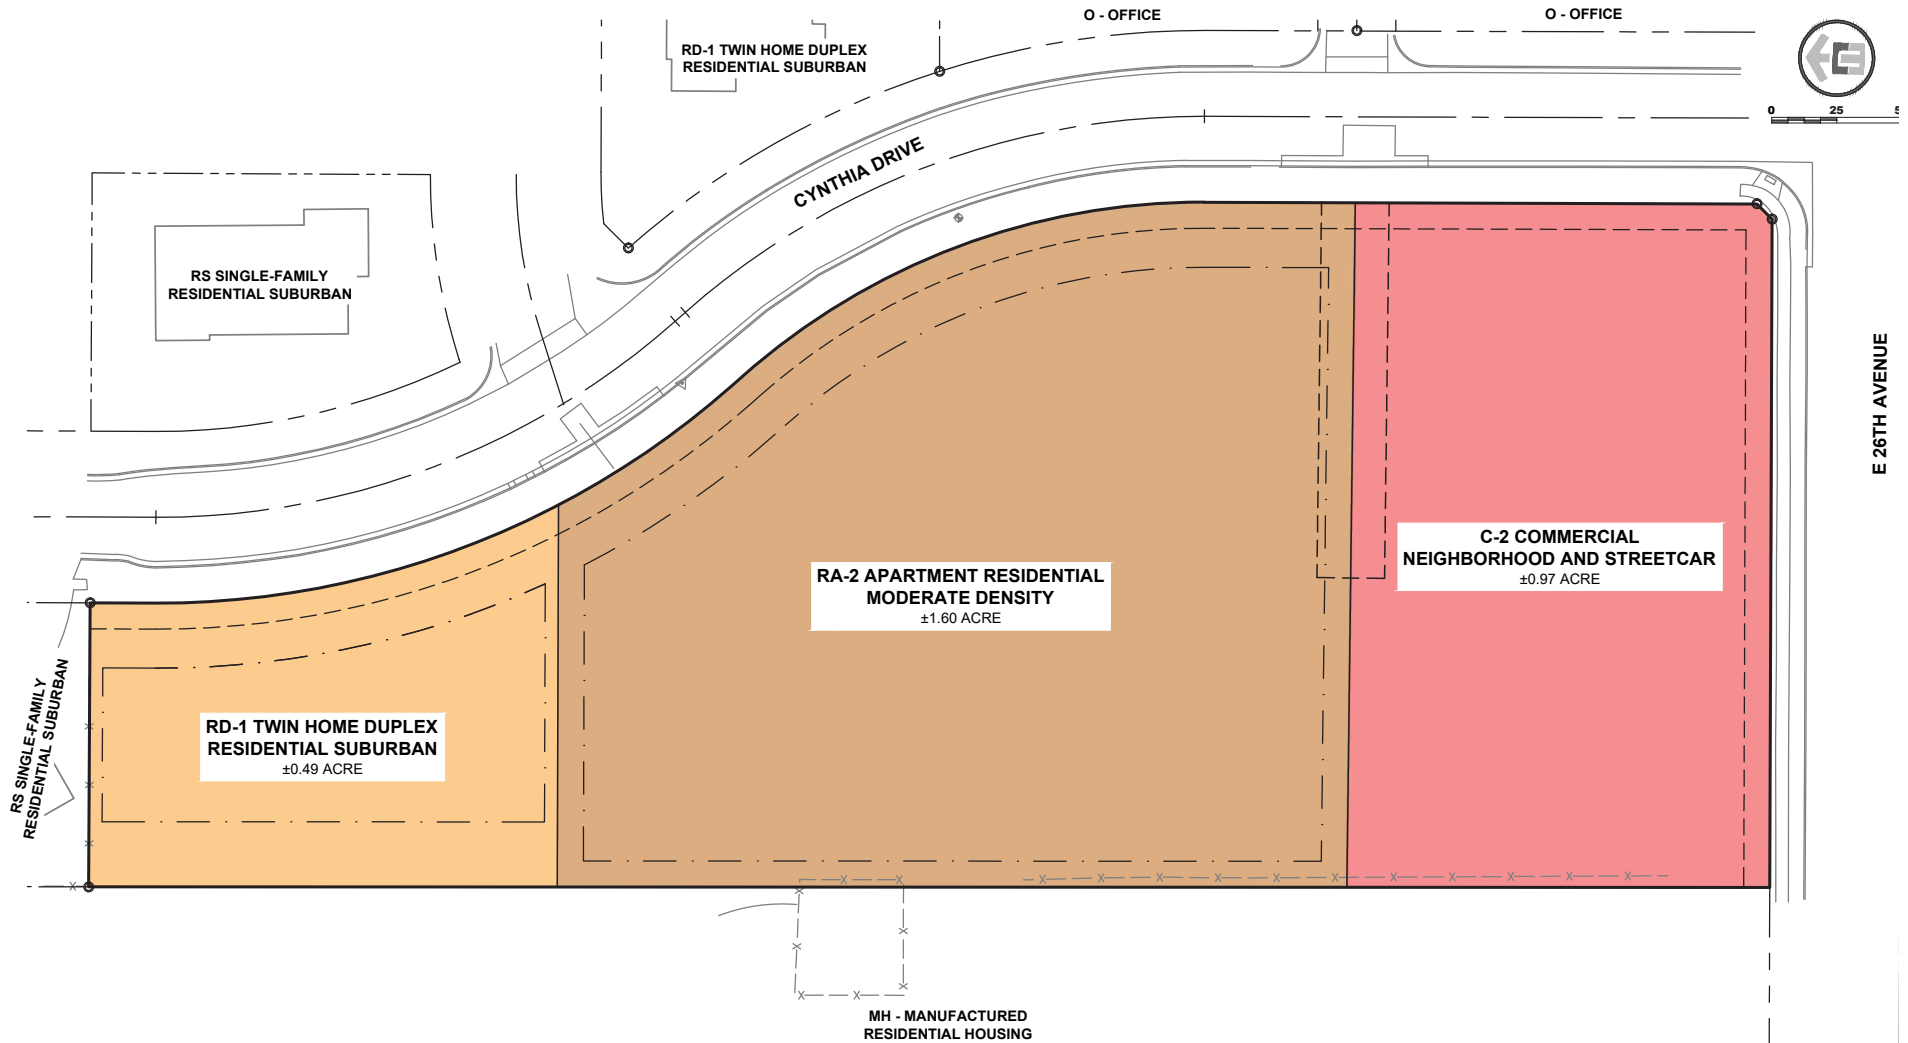 O - OFFICE
O - OFFICE
RD-1 TWIN HOME DUPLEX
RESIDENTIAL SUBURBAN
0 25
CYNTHIA DRIVE
RS SINGLE-FAMILY
RESIDENTIAL SUBURBAN
E 26TH AVENUE
C-2 COMMERCIAL
NEIGHBORHOOD AND STREETCAR
±0.97 ACRE
RA-2 APARTMENT RESIDENTIAL
MODERATE DENSITY
±1.60 ACRE
RS SINGLE-FAMILY
RESIDENTIAL SUBURBAN
RD-1 TWIN HOME DUPLEX
RESIDENTIAL SUBURBAN
±0.49 ACRE
MH - MANUFACTURED
RESIDENTIAL HOUSING